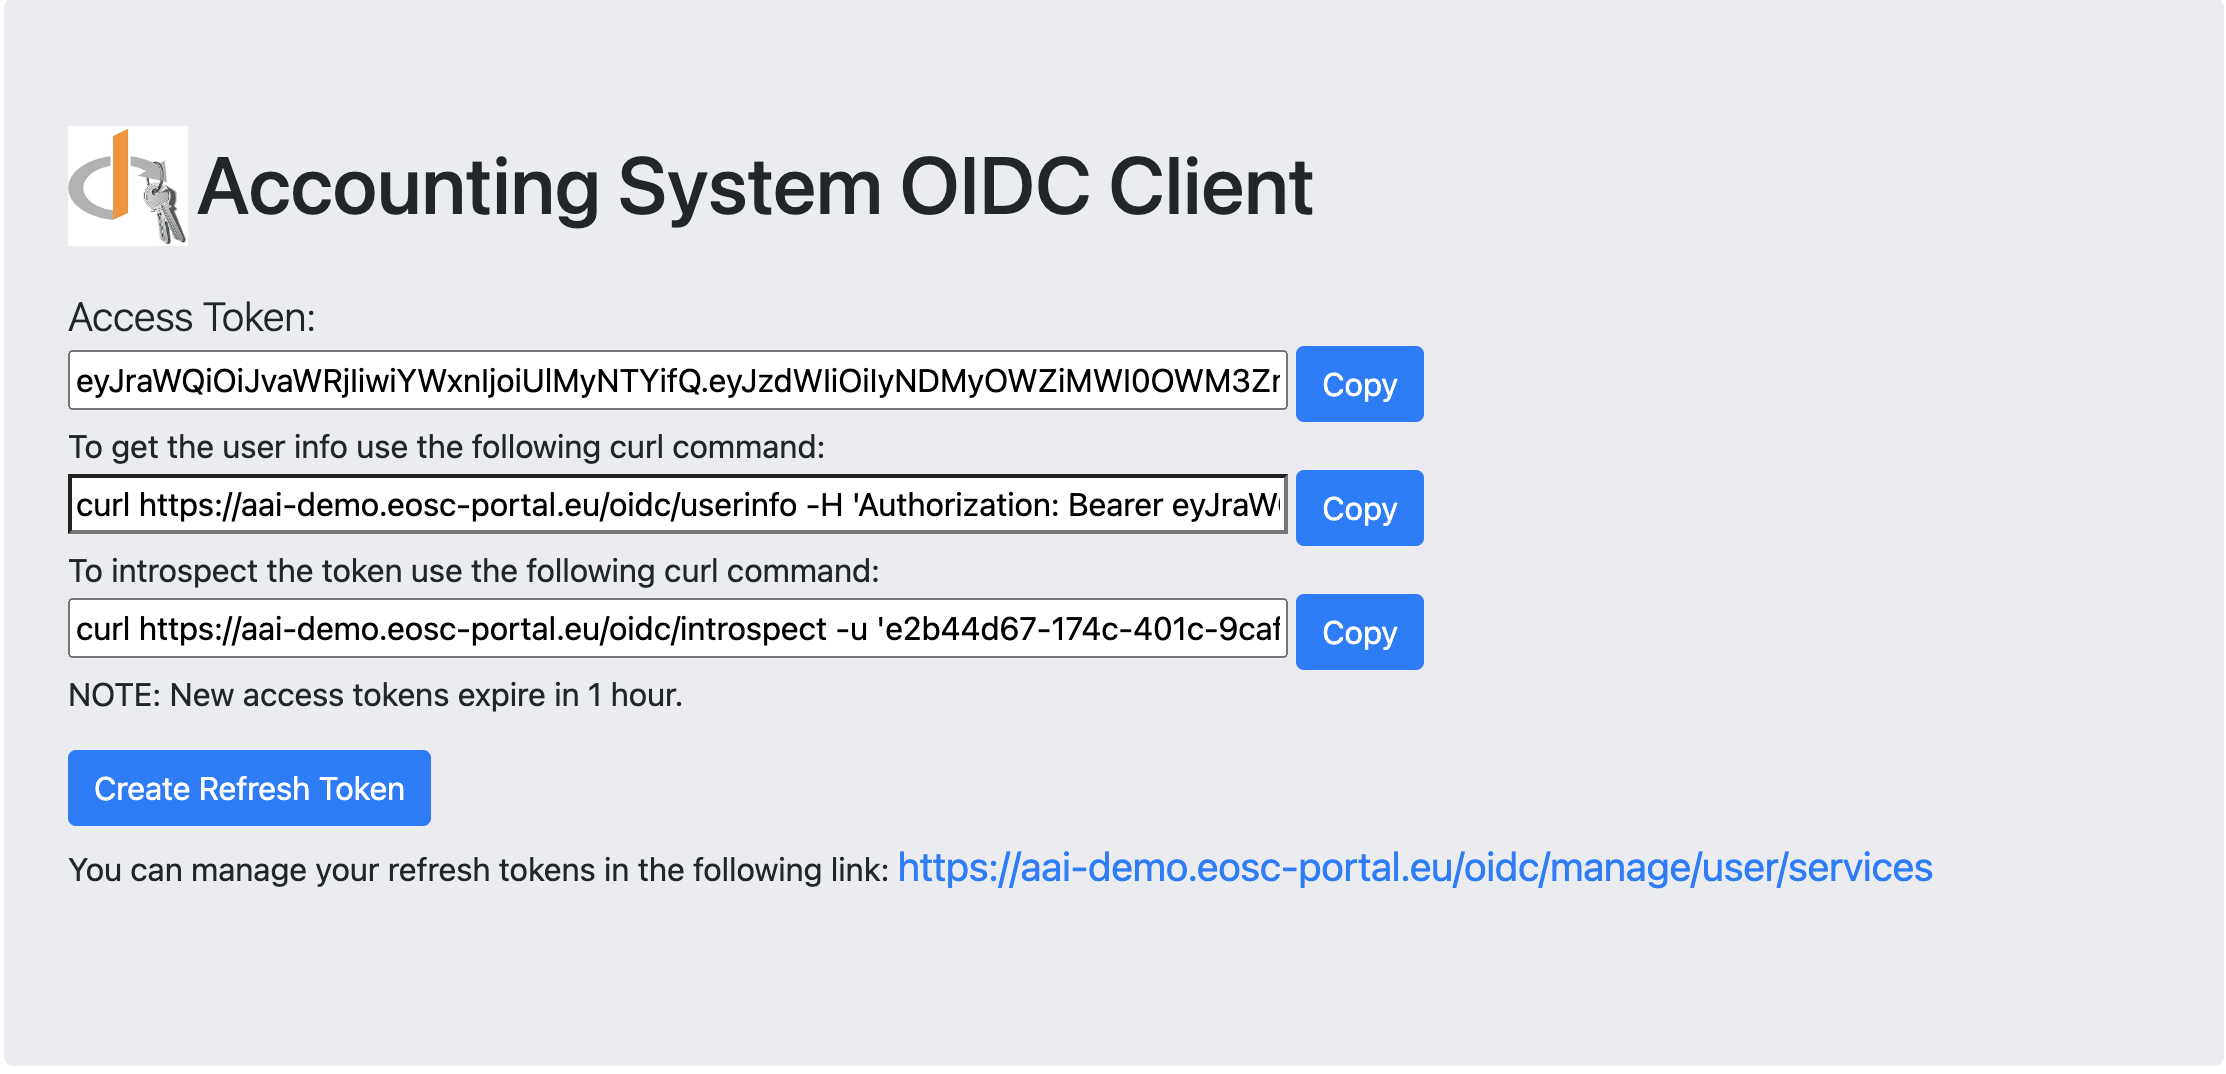 Accounting System OIDC Client
Access Token:
eyJraWQiOiJvaWRjIiwiYWxnIjoiUlMyNTYifQ.eyJzdWIiOiIyNDMyOWZiMWI0OWM3Zr
Copy
To get the user info use the following curl command:
curl https://aai-demo.eosc-portal.eu/oidc/userinfo -H 'Authorization: Bearer eyJraW
Copy
To introspect the token use the following curl command:
curl https://aai-demo.eosc-portal.eu/oidc/introspect -u 'e2b44d67-174c-401c-9caf
Copy
NOTE: New access tokens expire in 1 hour.
Create Refresh Token
You can manage your refresh tokens in the following link: https://aai-demo.eosc-portal.eu/oidc/manage/user/services